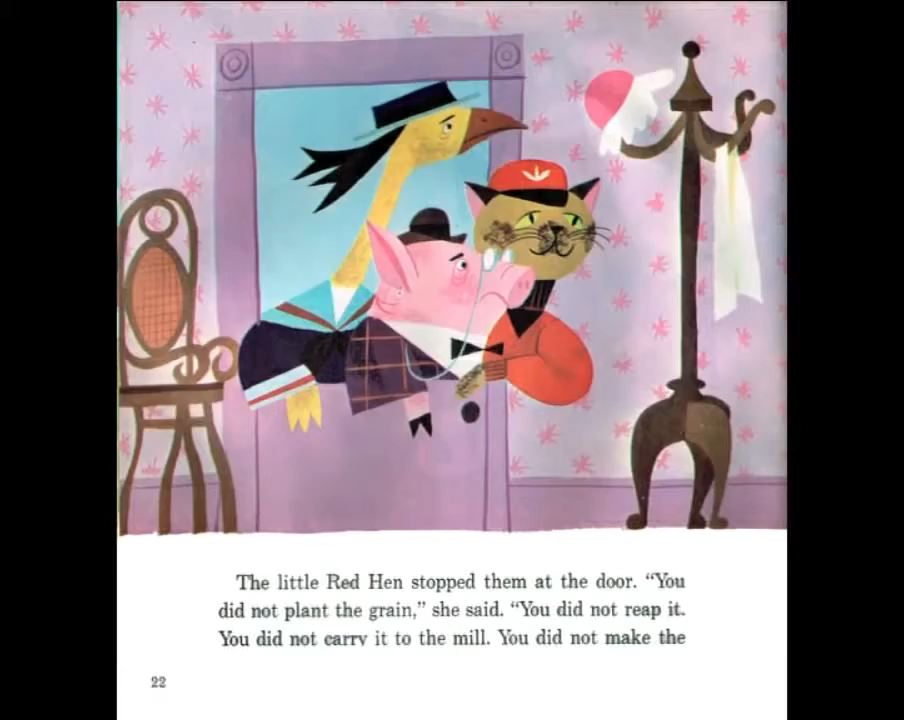 The little Red Hen stopped them at the door. “You
did not plant the grain,” she said. “You did not reap it.
You did not carry it to the mill. You did not make the
22